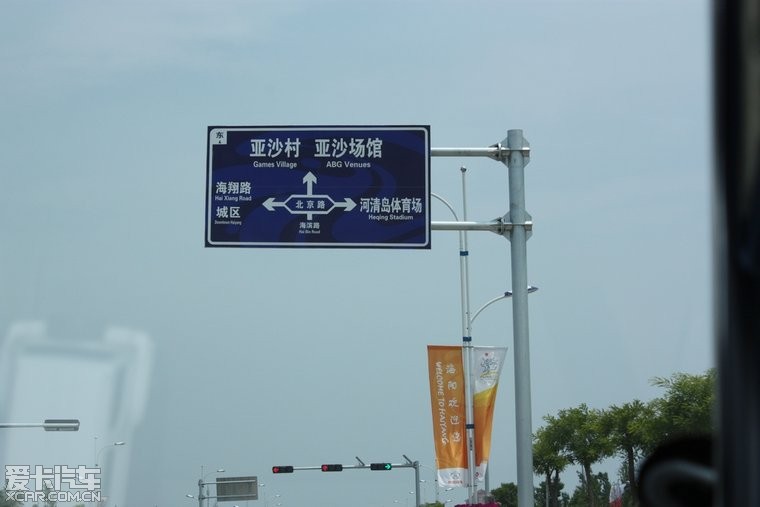 东
亚沙村 亚沙场馆
Games Village ABG Venues
海翔路
Hai Xiang Road
城区
Downtown Haiyang
北京路
河清岛体育场
Heqing Stadium
海滨路
Hai Bin Road
海阳欢迎您
WELCOME TO HAIYANG
爱卡汽车
XCAR.COM.CN